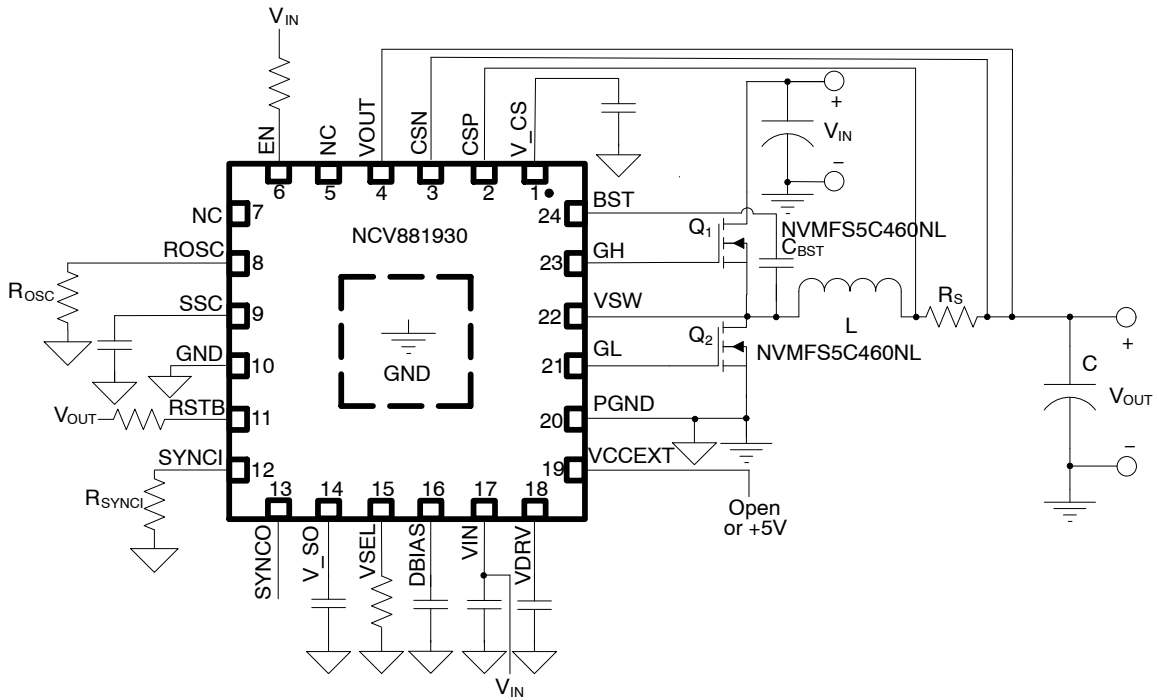 VIN
EN
NC
VOUT
CSN
CSP
V_CS
+
VIN
−
6
5
4
3
2
1
NC
7
ROSC
8
ROSC
SSC
9
GND
10
VOUT
RSTB
11
SYNCI
12
RSYNCI
NCV881930
GND
24
BST
23
GH
22
VSW
21
GL
20
PGND
19
VCCEXT
Q1
NVMFS5C460NL
CBST
L
RS
Q2
NVMFS5C460NL
+
C
VOUT
−
Open
or +5V
13
14
15
16
17
18
SYNCO
V_SO
VSEL
DBIAS
VIN
VDRV
VIN